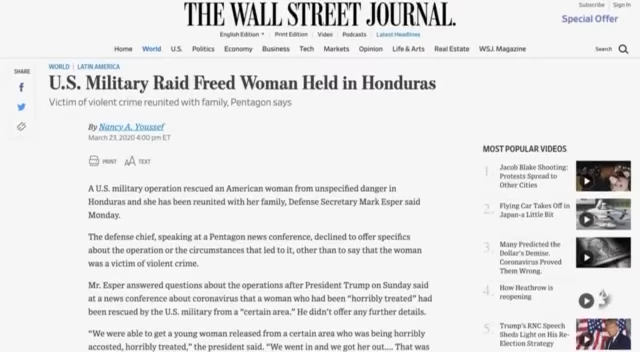 THE WALL STREET JOURNAL.
Subscribe Sign In
Special Offer
English Edition Print Edition Video Podcasts Latest Headlines
Home World U.S. Politics Economy Business Tech Markets Opinion Life & Arts Real Estate WSJ. Magazine Search
SHARE
WORLD LATIN AMERICA
U.S. Military Raid Freed Woman Held in Honduras
Victim of violent crime reunited with family, Pentagon says
By Nancy A. Youssef
March 23, 2020 4:00 pm ET
PRINT AA TEXT
A U.S. military operation rescued an American woman from unspecified danger in
Honduras and she has been reunited with her family, Defense Secretary Mark Esper said
Monday.
The defense chief, speaking at a Pentagon news conference, declined to offer specifics
about the operation or the circumstances that led to it, other than to say that the woman
was a victim of violent crime.
Mr. Esper answered questions about the operations after President Trump on Sunday said
at a news conference about coronavirus that a woman who had been “horribly treated” had
been rescued by the U.S. military from a “certain area.” He didn't offer any further details.
“We were able to get a young woman released from a certain area who was being horribly
accosted, horribly treated,” the president said. “We went in and we got her out.... That was
MOST POPULAR VIDEOS
1. Jacob Blake Shooting:
Protests Spread to
Other Cities
2. Flying Car Takes Off in
Japan-a Little Bit
3. Many Predicted the
Dollar's Demise.
Coronavirus Proved
Them Wrong.
4. How Heathrow is
reopening
5. Trump's RNC Speech
Sheds Light on His Re-
Election Strategy